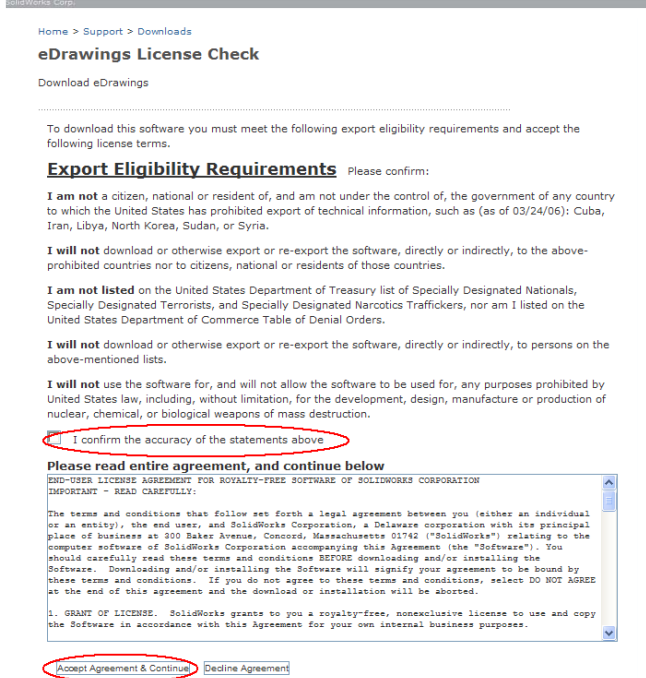 SolidWorks Corp.
Home > Support > Downloads
eDrawings License Check
Download eDrawings
To download this software you must meet the following export eligibility requirements and accept the
following license terms.
Export Eligibility Requirements Please confirm:
I am not a citizen, national or resident of, and am not under the control of, the government of any country
to which the United States has prohibited export of technical information, such as (as of 03/24/06): Cuba,
Iran, Libya, North Korea, Sudan, or Syria.
I will not download or otherwise export or re-export the software, directly or indirectly, to the above-
prohibited countries nor to citizens, national or residents of those countries.
I am not listed on the United States Department of Treasury list of Specially Designated Nationals,
Specially Designated Terrorists, and Specially Designated Narcotics Traffickers, nor am I listed on the
United States Department of Commerce Table of Denial Orders.
I will not download or otherwise export or re-export the software, directly or indirectly, to persons on the
above-mentioned lists.
I will not use the software for, and will not allow the software to be used for, any purposes prohibited by
United States law, including, without limitation, for the development, design, manufacture or production of
nuclear, chemical, or biological weapons of mass destruction.
I confirm the accuracy of the statements above
Please read entire agreement, and continue below
END-USER LICENSE AGREEMENT FOR ROYALTY-FREE SOFTWARE OF SOLIDWORKS CORPORATION
IMPORTANT - READ CAREFULLY:
The terms and conditions that follow set forth a legal agreement between you (either an individual
or an entity), the end user, and SolidWorks Corporation, a Delaware corporation with its principal
place of business at 300 Baker Avenue, Concord, Massachusetts 01742 ("SolidWorks") relating to the
computer software of SolidWorks Corporation accompanying this Agreement (the "Software"). You
should carefully read these terms and conditions BEFORE downloading and/or installing the
Software. Downloading and/or installing the Software will signify your agreement to be bound by
these terms and conditions. If you do not agree to these terms and conditions, select DO NOT AGREE
at the end of this agreement and the download or installation will be aborted.
1. GRANT OF LICENSE. SolidWorks grants to you a royalty-free, nonexclusive license to use and copy
the Software in accordance with this Agreement for your own internal business purposes.
Accept Agreement & Continue Decline Agreement